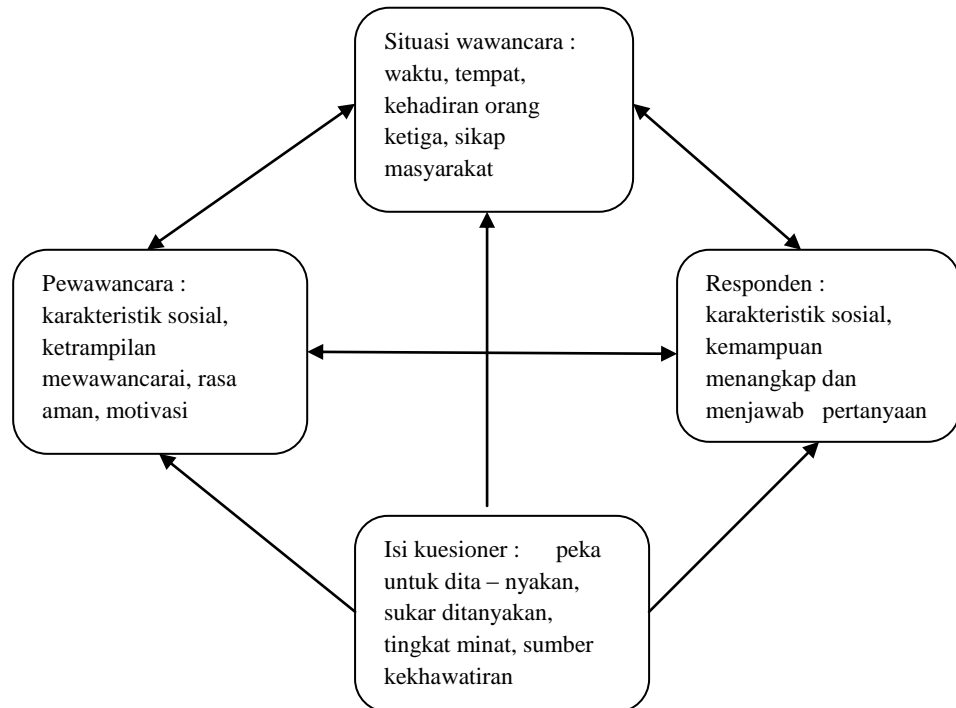 Situasi wawancara :
waktu, tempat,
kehadiran orang
ketiga, sikap
masyarakat
Pewawancara :
karakteristik sosial,
ketrampilan
mewawancarai, rasa
aman, motivasi
Responden :
karakteristik sosial,
kemampuan
menangkap dan
menjawab pertanyaan
Isi kuesioner : peka
untuk dita – nyakan,
sukar ditanyakan,
tingkat minat, sumber
kekhawatiran